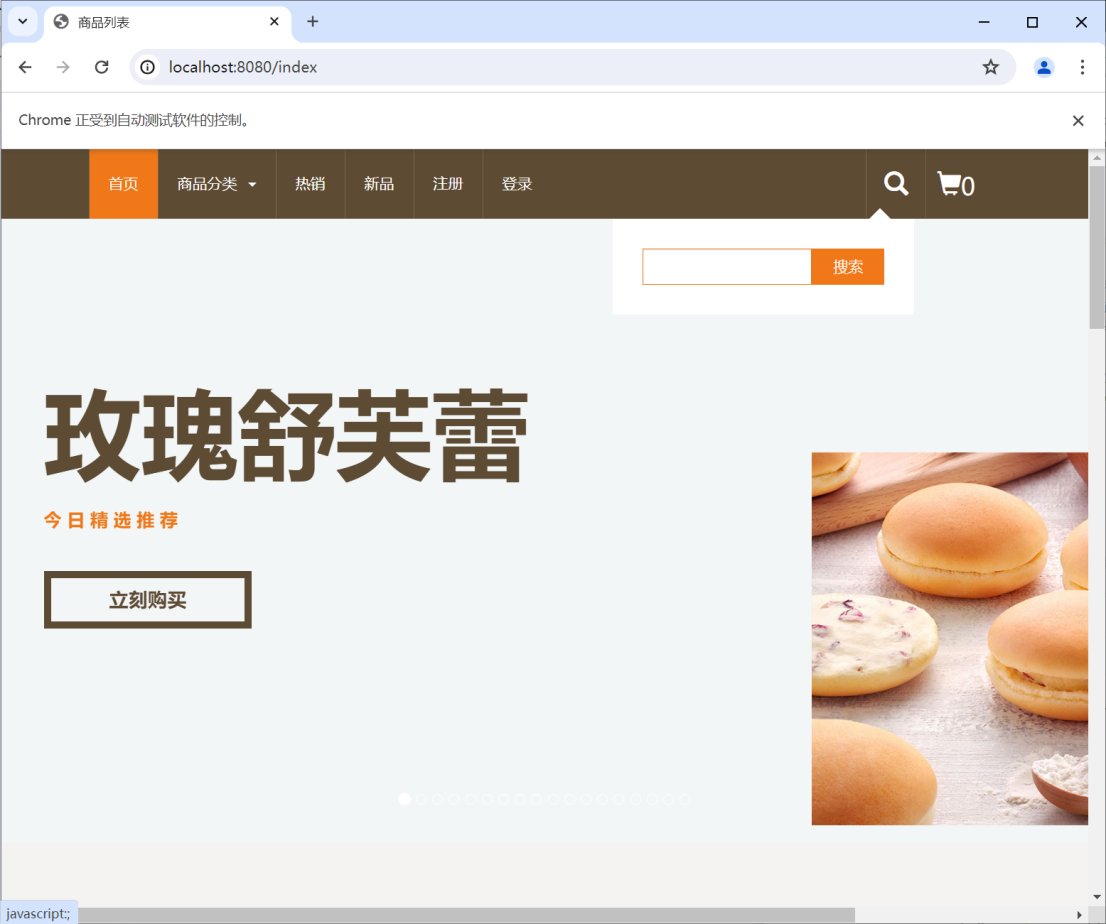 商品列表
localhost:8080/index
Chrome 正受到自动测试软件的控制。
首页 商品分类 热销 新品 注册 登录 0
搜索
玫瑰舒芙蕾
今日精选推荐
立刻购买
javascript:;